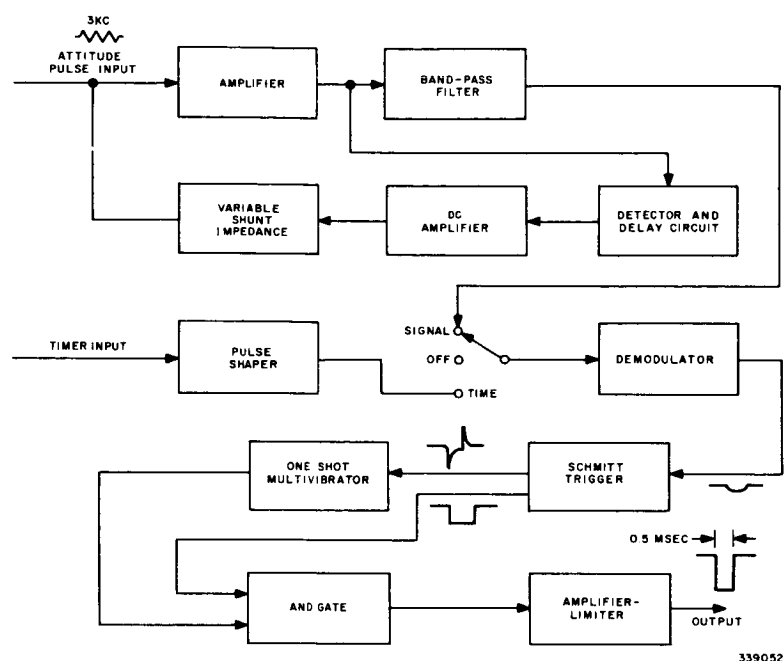 3KC
ATTITUDE
PULSE INPUT
AMPLIFIER
BAND-PASS
FILTER
VARIABLE
SHUNT
IMPEDANCE
DC
AMPLIFIER
DETECTOR AND
DELAY CIRCUIT
TIMER INPUT
PULSE
SHAPER
SIGNAL
OFF
TIME
DEMODULATOR
ONE SHOT
MULTIVIBRATOR
SCHMITT
TRIGGER
0.5 MSEC
AND GATE
AMPLIFIER-
LIMITER
OUTPUT
339052